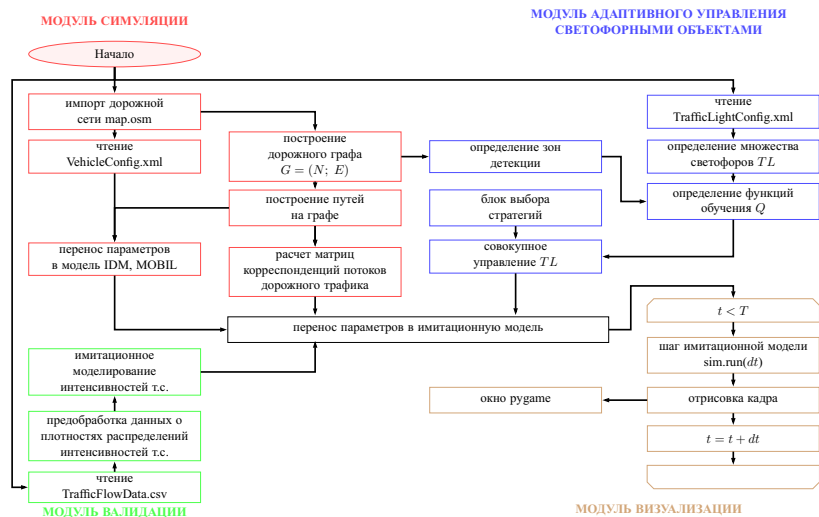 МОДУЛЬ СИМУЛЯЦИИ
МОДУЛЬ АДАПТИВНОГО УПРАВЛЕНИЯ
СВЕТОФОРНЫМИ ОБЪЕКТАМИ
Начало
импорт дорожной
сети map.osm
чтение
VehicleConfig.xml
построение
дорожного графа
G = (N; E)
построение путей
на графе
перенос параметров
в модель IDM, MOBIL
расчет матриц
корреспонденций потоков
дорожного трафика
определение зон
детекции
блок выбора
стратегий
совокупное
управление TL
чтение
TrafficLightConfig.xml
определение множества
светофоров TL
определение функций
обучения Q
перенос параметров в имитационную модель
t < T
шаг имитационной модели
sim.run(dt)
отрисовка кадра
окно pygame
t = t + dt
имитационное
моделирование
интенсивностей т.с.
предобработка данных о
плотностях распределений
интенсивностей т.с.
чтение
TrafficFlowData.csv
МОДУЛЬ ВАЛИДАЦИИ
МОДУЛЬ ВИЗУАЛИЗАЦИИ